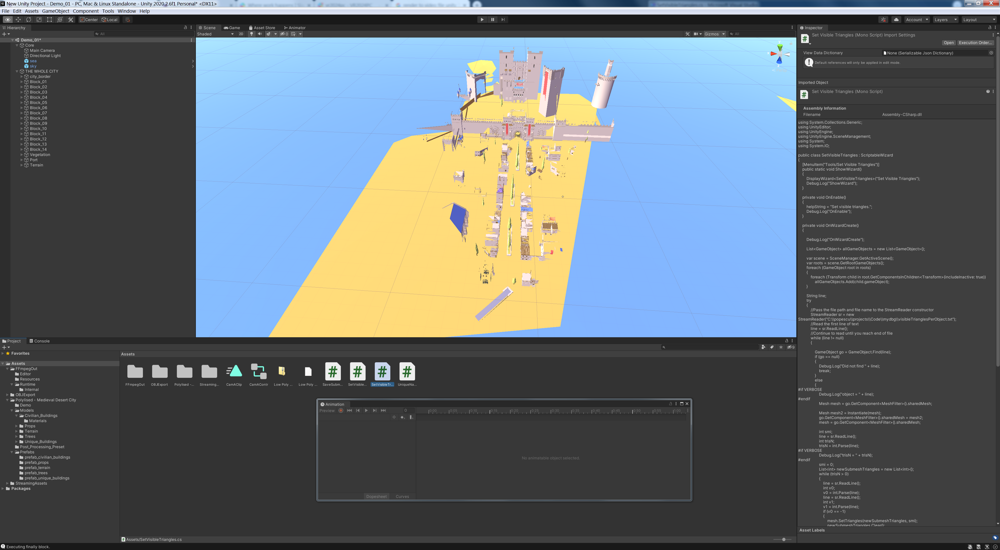 New Unity Project - Demo_01 - PC, Mac & Linux Standalone - Unity 2020.2.6f1 Personal* <DX11>
File Edit Assets GameObject Component Tools Window Help
Center Local
Account Layers Layout
Hierarchy
All
Demo_01*
Core
Main Camera
Directional Light
sea
sky
THE WHOLE CITY
city_border
Block_01
Block_02
Block_03
Block_04
Block_05
Block_06
Block_07
Block_08
Block_09
Block_10
Block_11
Block_12
Block_13
Block_14
Vegetation
Port
Terrain
Scene Game Asset Store Animator
Shaded 2D 0 Gizmos All
y
x
z
Project Console
9
Favorites
Assets
FFmpegOut
Editor
Resources
Runtime
Internal
OBJExport
Polylised - Medieval Desert City
Demo
Models
Civilian_Buildings
Materials
Props
Terrain
Trees
Unique_Buildings
Post_Processing_Preset
Prefabs
prefab_civilian_buildings
prefab_props
prefab_terrain
prefab_trees
prefab_unique_buildings
StreamingAssets
Packages
Assets
FFmpegOut OBJExport Polylised -... Streaming... CamAClip CamAContr Low Poly ... Low Poly ... SaveSubm... SetVisible... SetVisibleTr... UniqueNa...
Animation
Preview 0 0:00 0:05 0:10 0:15 0:20 0:25 0:30 0:35 0:40 0:45 0:50 0:55 1:00
No animatable object selected.
Dopesheet Curves
Assets/SetVisibleTriangles.cs
Executing finally block.
Inspector
Set Visible Triangles (Mono Script) Import Settings
Open Execution Order...
View Data Dictionary None (Serializable Json Dictionary)
Default references will only be applied in edit mode.
Imported Object
Set Visible Triangles (Mono Script)
Assembly Information
Filename Assembly-CSharp.dll
using System.Collections.Generic;
using UnityEditor;
using UnityEngine;
using UnityEngine.SceneManagement;
using System;
using System.IO;
public class SetVisibleTriangles : ScriptableWizard
{
[MenuItem("Tools/Set Visible Triangles")]
public static void ShowWizard()
{
DisplayWizard<SetVisibleTriangles>("Set Visible Triangles");
Debug.Log("ShowWizard");
}
private void OnEnable()
{
helpString = "Set visible triangles.";
Debug.Log("OnEnable");
}
private void OnWizardCreate()
{
Debug.Log("OnWizardCreate");
List<GameObject> allGameObjects = new List<GameObject>();
var scene = SceneManager.GetActiveScene();
var roots = scene.GetRootGameObjects();
foreach (GameObject root in roots)
{
foreach (Transform child in root.GetComponentsInChildren<Transform>(includeInactive: true))
allGameObjects.Add(child.gameObject);
}
String line;
try
{
//Pass the file path and file name to the StreamReader constructor
StreamReader sr = new
StreamReader("C:\\popescu\\projects\\Code\\mydbg\\visibleTrianglesPerObject.txt");
//Read the first line of text
line = sr.ReadLine();
//Continue to read until you reach end of file
while (line != null)
{
GameObject go = GameObject.Find(line);
if (go == null)
{
Debug.Log("Did not find " + line);
break;
}
else
{
#if VERBOSE
Debug.Log("object = " + line);
#endif
Mesh mesh = go.GetComponent<MeshFilter>().sharedMesh;
Mesh mesh2 = Instantiate(mesh);
go.GetComponent<MeshFilter>().sharedMesh = mesh2;
mesh = go.GetComponent<MeshFilter>().sharedMesh;
int smi;
line = sr.ReadLine();
int trisN;
trisN = int.Parse(line);
#if VERBOSE
Debug.Log("trisN = " + trisN);
#endif
smi = 0;
List<int> newSubmeshTriangles = new List<int>();
while (trisN > 0)
{
line = sr.ReadLine();
int v0;
v0 = int.Parse(line);
line = sr.ReadLine();
int v1;
v1 = int.Parse(line);
if (v0 == -1)
{
mesh.SetTriangles(newSubmeshTriangles, smi);
newSubmeshTriangles.Clear();
Asset Labels